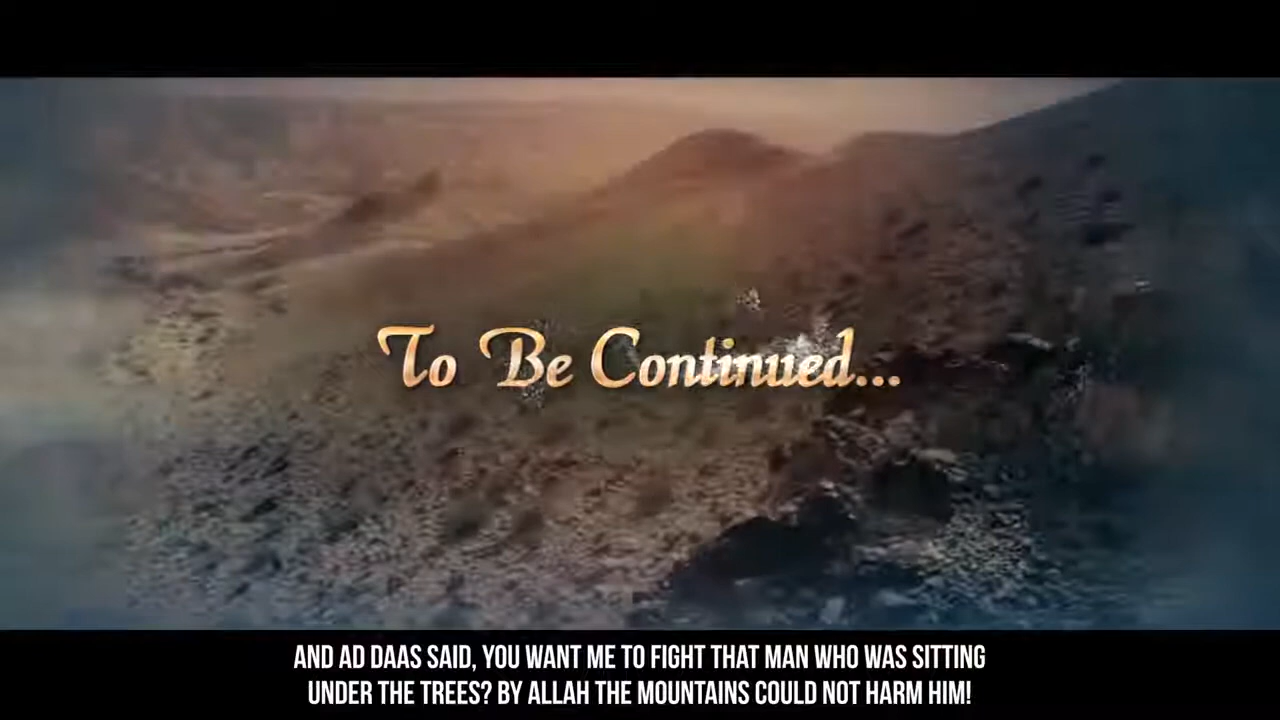 To Be Continued...
AND AD DAAS SAID, YOU WANT ME TO FIGHT THAT MAN WHO WAS SITTING
UNDER THE TREES? BY ALLAH THE MOUNTAINS COULD NOT HARM HIM!